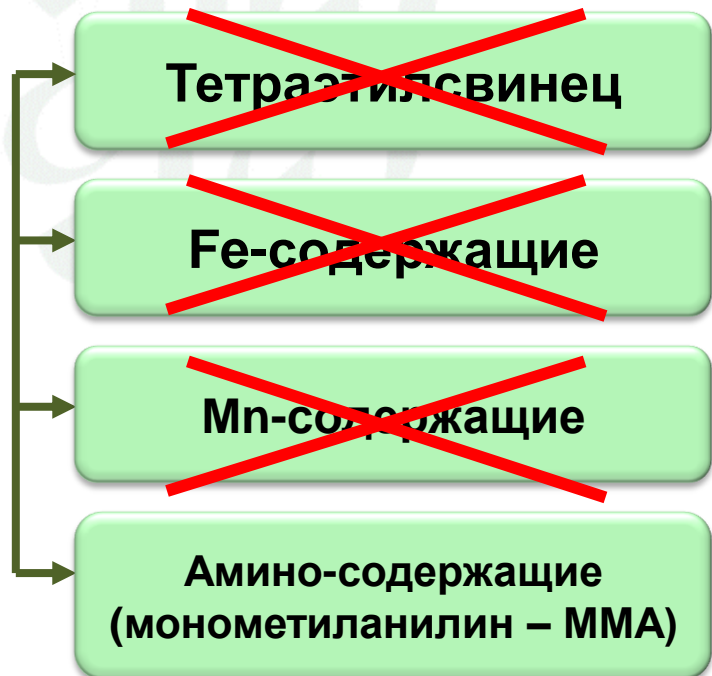 Тетраэтилсвинец
Fe-содержащие
Mn-содержащие
Амино-содержащие
(монометиланилин – ММА)